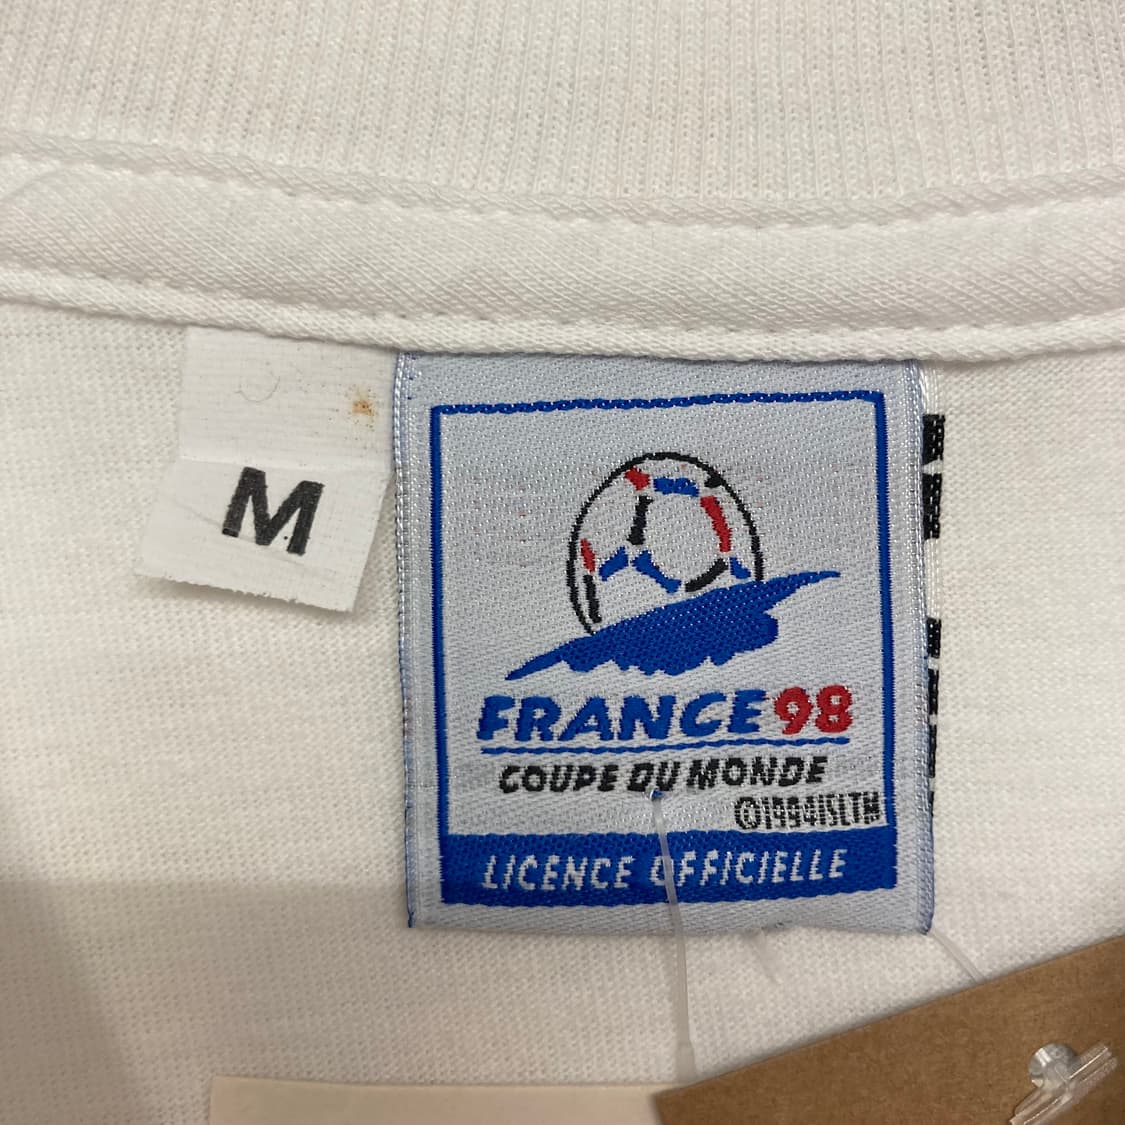 M
FRANCE 98
COUPE DU MONDE
©1994ISLTM
LICENCE OFFICIELLE